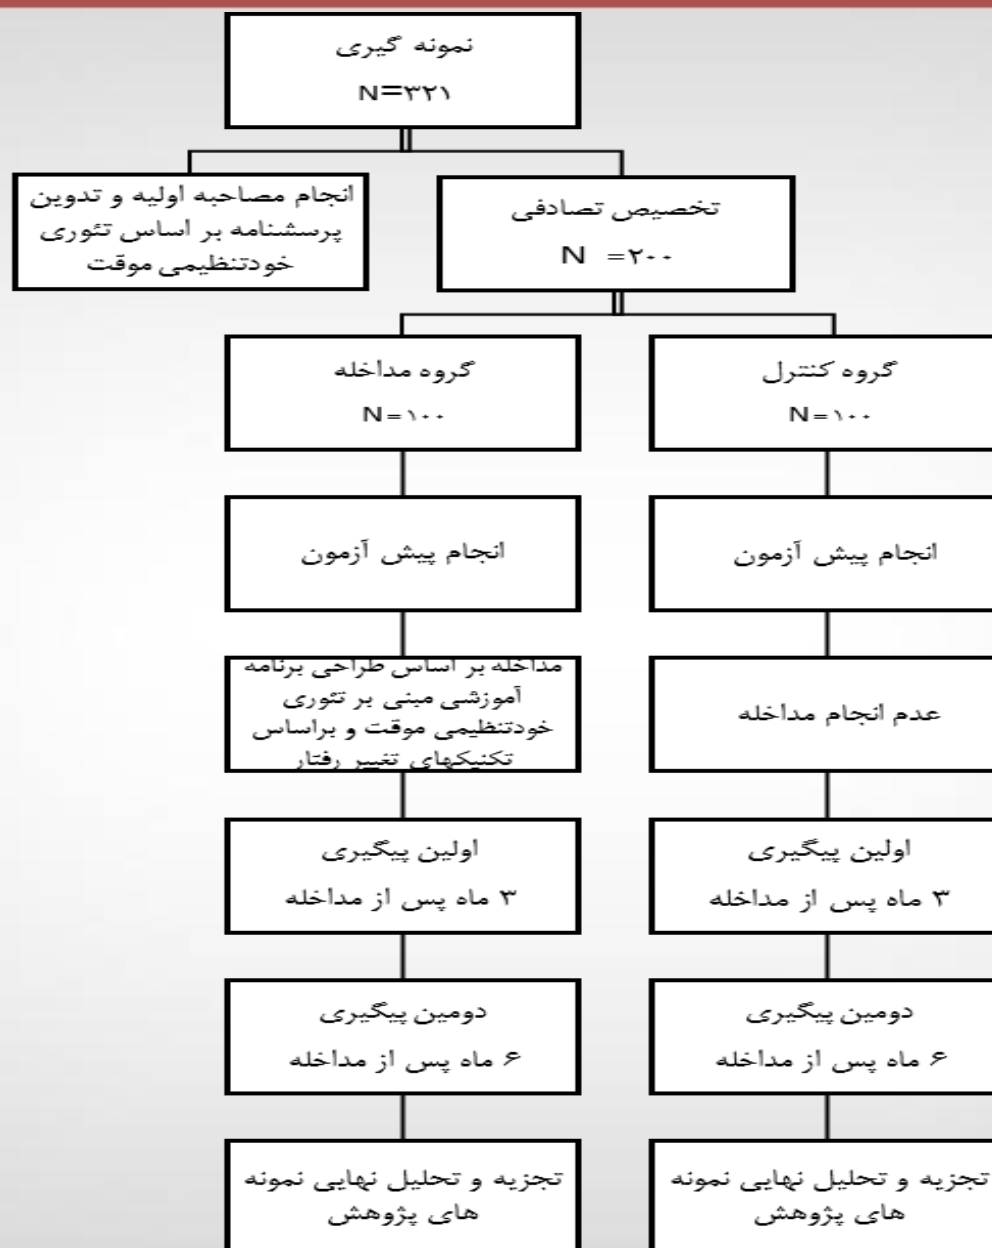 نمونه گیری
N=۳۲۱
تخصیص تصادفی
N =۲۰۰
انجام مصاحبه اولیه و تدوین
پرسشنامه بر اساس تئوری
خودتنظیمی موقت
گروه کنترل
N=۱۰۰
گروه مداخله
N=۱۰۰
انجام پیش آزمون
انجام پیش آزمون
عدم انجام مداخله
مداخله بر اساس طراحی برنامه
آموزشی مبنی بر تئوری
خودتنظیمی موقت و براساس
تکنیکهای تغییر رفتار
اولین پیگیری
۳ ماه پس از مداخله
اولین پیگیری
۳ ماه پس از مداخله
دومین پیگیری
۶ ماه پس از مداخله
دومین پیگیری
۶ ماه پس از مداخله
تجزیه و تحلیل نهایی نمونه
های پژوهش
تجزیه و تحلیل نهایی نمونه
های پژوهش